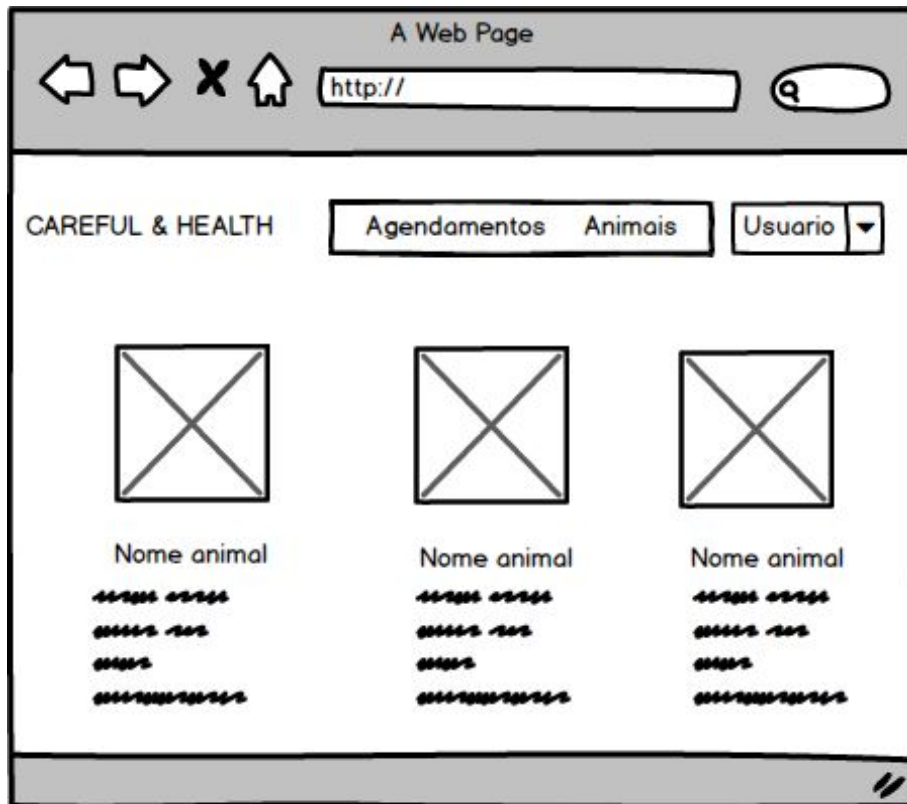 A Web Page
http://
CAREFUL & HEALTH Agendamentos Animais Usuario
Nome animal Nome animal Nome animal